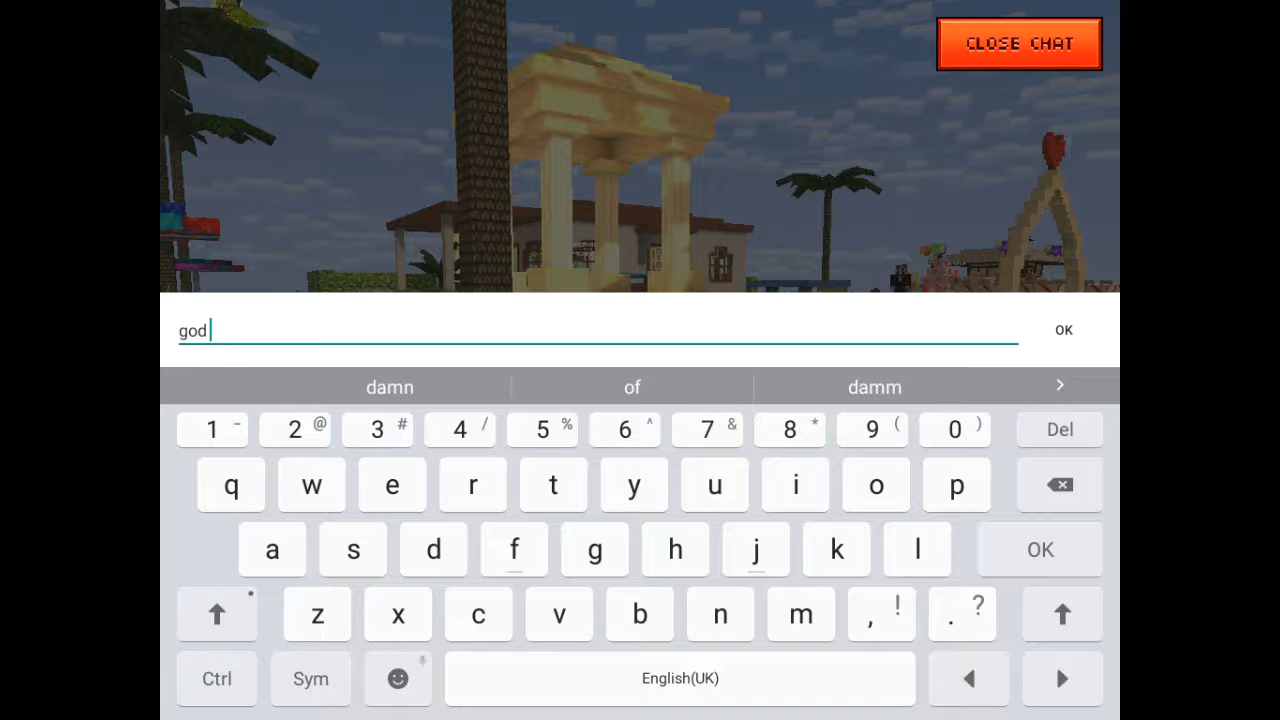 CLOSE CHAT
god
OK
damn of damm >
1 - 2 @ 3 # 4 / 5 % 6 ^ 7 & 8 * 9 ( 0 ) Del
q w e r t y u i o p
a s d f g h j k l OK
z x c v b n m , ! . ?
Ctrl Sym English(UK)